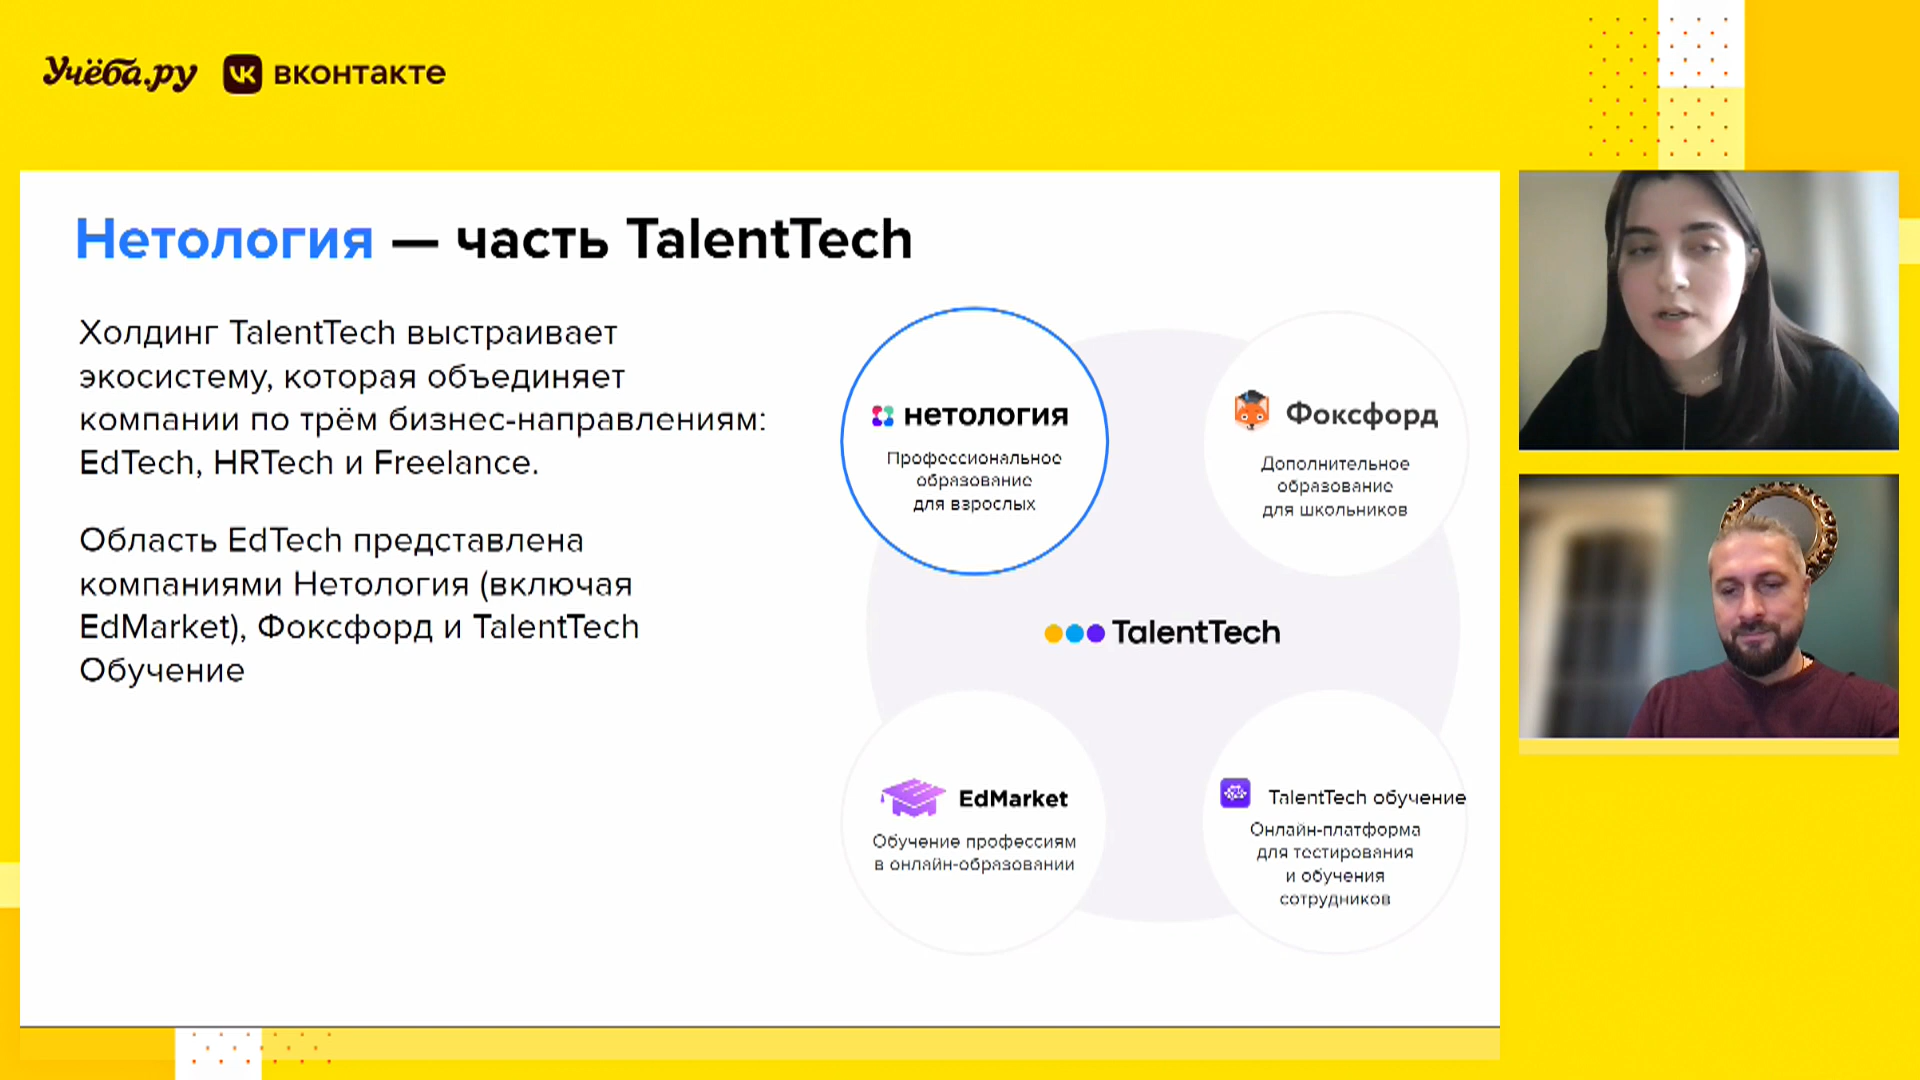 Учёба.ру
вконтакте
Нетология — часть TalentTech
Холдинг TalentTech выстраивает
экосистему, которая объединяет
компании по трём бизнес-направлениям:
EdTech, HRTech и Freelance.
Область EdTech представлена
компаниями Нетология (включая
EdMarket), Фоксфорд и TalentTech
Обучение
нетология
Профессиональное
образование
для взрослых
Фоксфорд
Дополнительное
образование
для школьников
TalentTech
EdMarket
Обучение профессиям
в онлайн-образовании
TalentTech обучение
Онлайн-платформа
для тестирования
и обучения
сотрудников